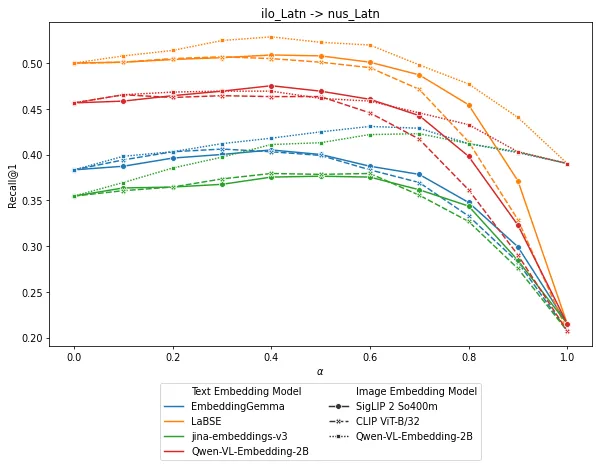 ilo_Latn -> nus_Latn
Recall@1
0.50
0.45
0.40
0.35
0.30
0.25
0.20
0.0 0.2 0.4 0.6 0.8 1.0
α
Text Embedding Model Image Embedding Model
EmbeddingGemma SigLIP 2 So400m
LaBSE CLIP ViT-B/32
jina-embeddings-v3 Qwen-VL-Embedding-2B
Qwen-VL-Embedding-2B